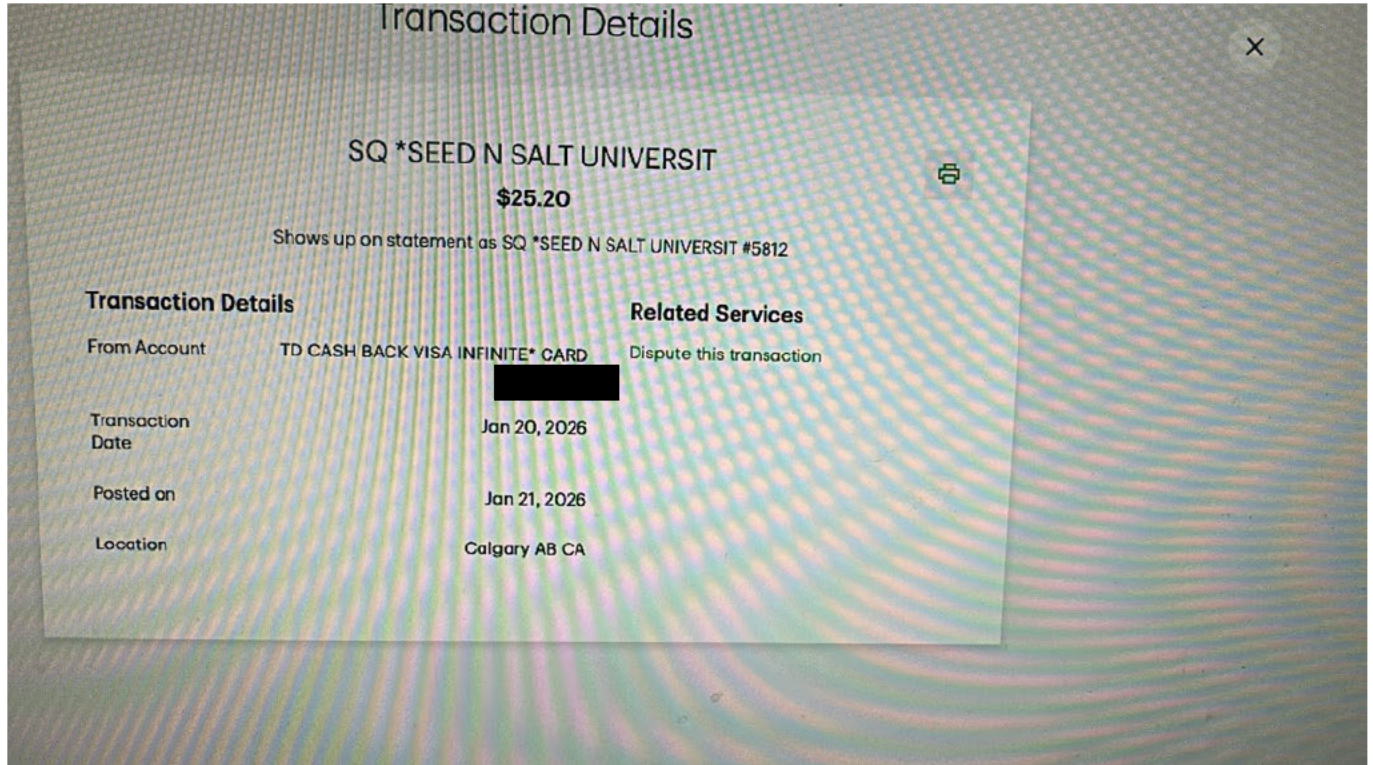 Transaction Details
SQ *SEED N SALT UNIVERSIT
$25.20
Shows up on statement as SQ *SEED N SALT UNIVERSIT #5812
Transaction Details
Related Services
From Account
TD CASH BACK VISA INFINITE* CARD
Dispute this transaction
Transaction
Date
Jan 20, 2026
Posted on
Jan 21, 2026
Location
Calgary AB CA